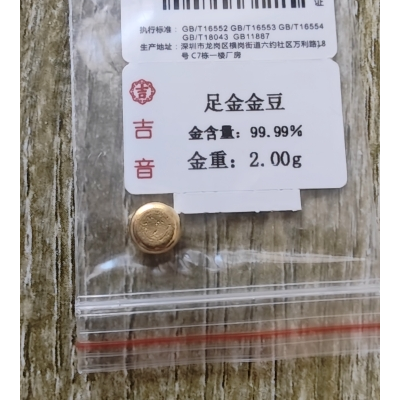 证
执行标准: GB/T16552 GB/T16553 GB/T16554
GB/T18043 GB11887
生产地址: 深圳市龙岗区横岗街道六约社区万利路18
号 C7栋一楼厂房
吉
吉
音
足金金豆
金含量: 99.99%
金重: 2.00g